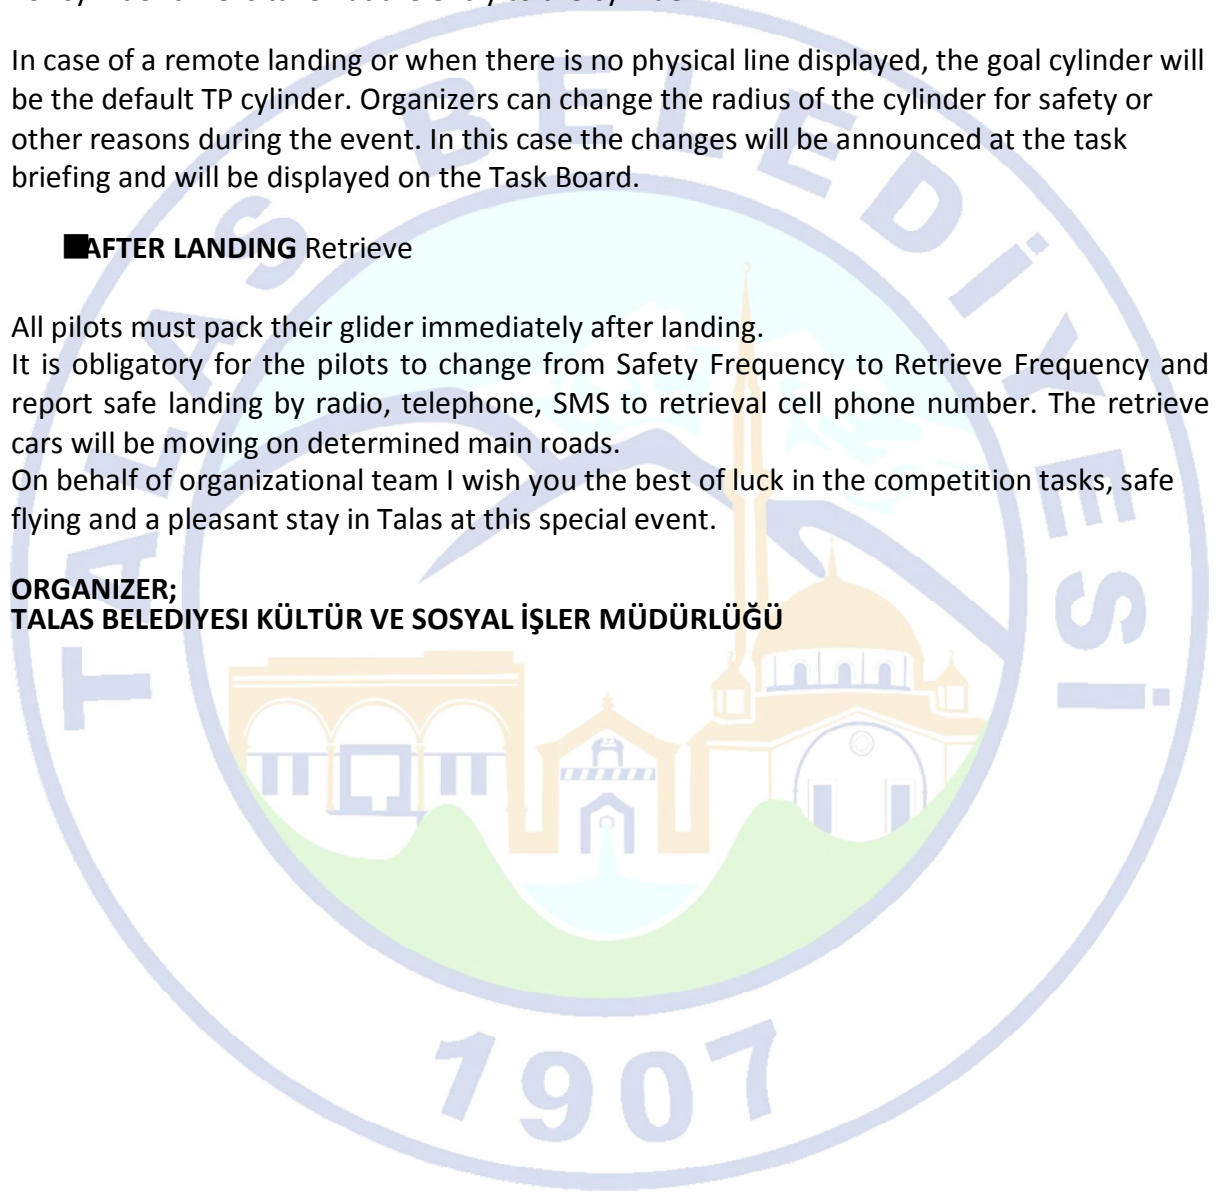 In case of a remote landing or when there is no physical line displayed, the goal cylinder will
be the default TP cylinder. Organizers can change the radius of the cylinder for safety or
other reasons during the event. In this case the changes will be announced at the task
briefing and will be displayed on the Task Board.
AFTER LANDING Retrieve
All pilots must pack their glider immediately after landing.
It is obligatory for the pilots to change from Safety Frequency to Retrieve Frequency and
report safe landing by radio, telephone, SMS to retrieval cell phone number. The retrieve
cars will be moving on determined main roads.
On behalf of organizational team I wish you the best of luck in the competition tasks, safe
flying and a pleasant stay in Talas at this special event.
ORGANIZER;
TALAS BELEDIYESI KÜLTÜR VE SOSYAL İŞLER MÜDÜRLÜĞÜ
TALAS BELEDİYESİ
1907